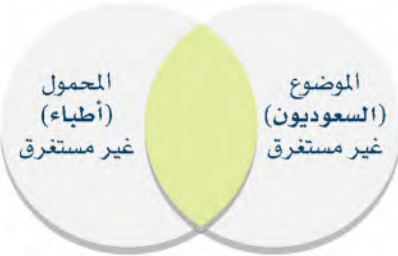 الموضوع
(السعوديون)
غير مستغرق
المحمول
(أطباء)
غير مستغرق